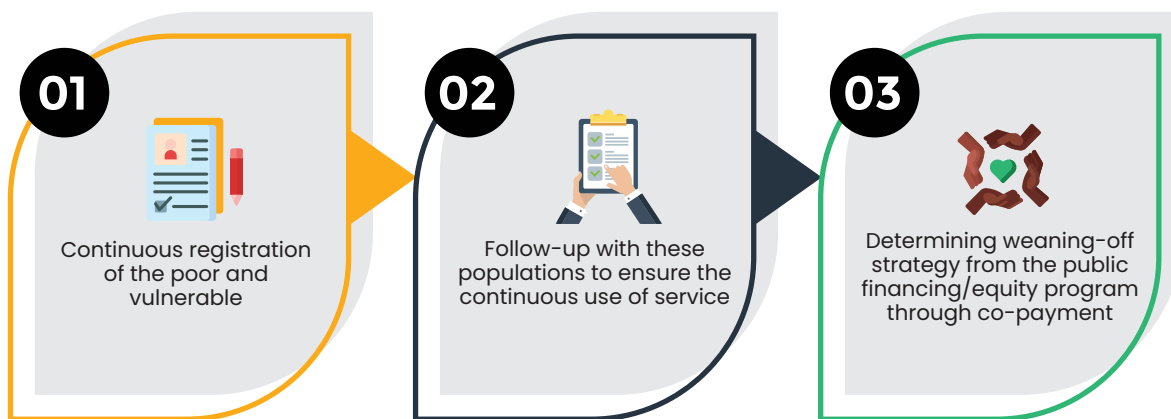 01
Continuous registration
of the poor and
vulnerable
02
Follow-up with these
populations to ensure the
continuous use of service
03
Determining weaning-off
strategy from the public
financing/equity program
through co-payment